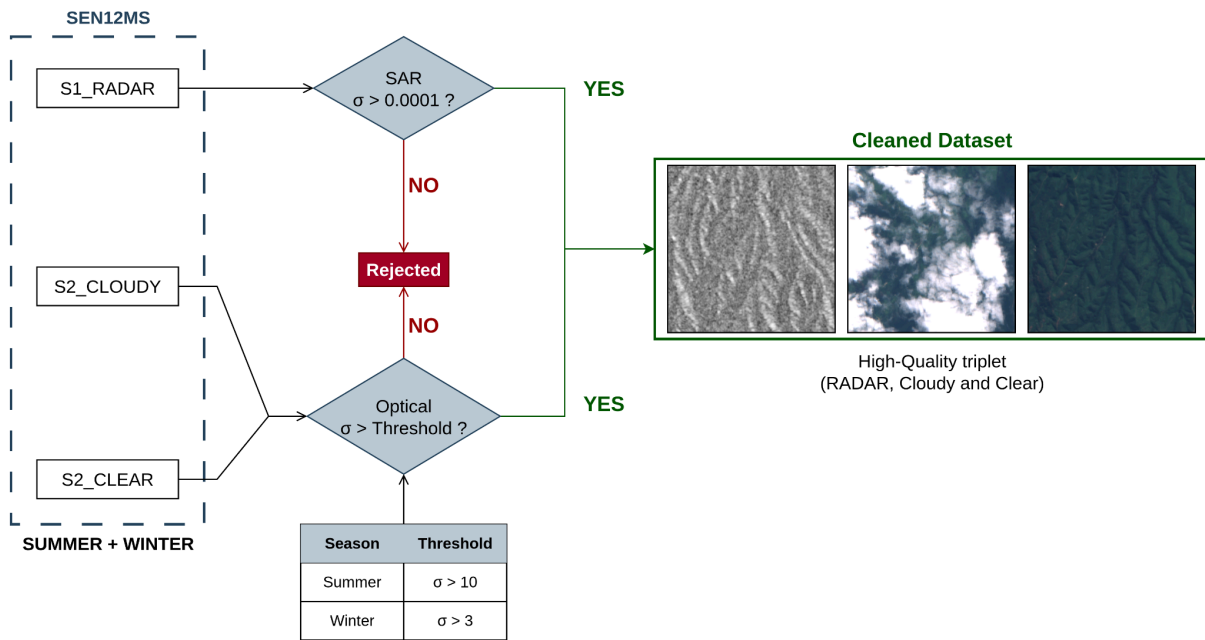 SEN12MS
S1_RADAR
SAR
σ > 0.0001 ?
YES
NO
Rejected
S2_CLOUDY
NO
Optical
σ > Threshold ?
YES
S2_CLEAR
SUMMER + WINTER
Season Threshold
Summer σ > 10
Winter σ > 3
Cleaned Dataset
High-Quality triplet
(RADAR, Cloudy and Clear)